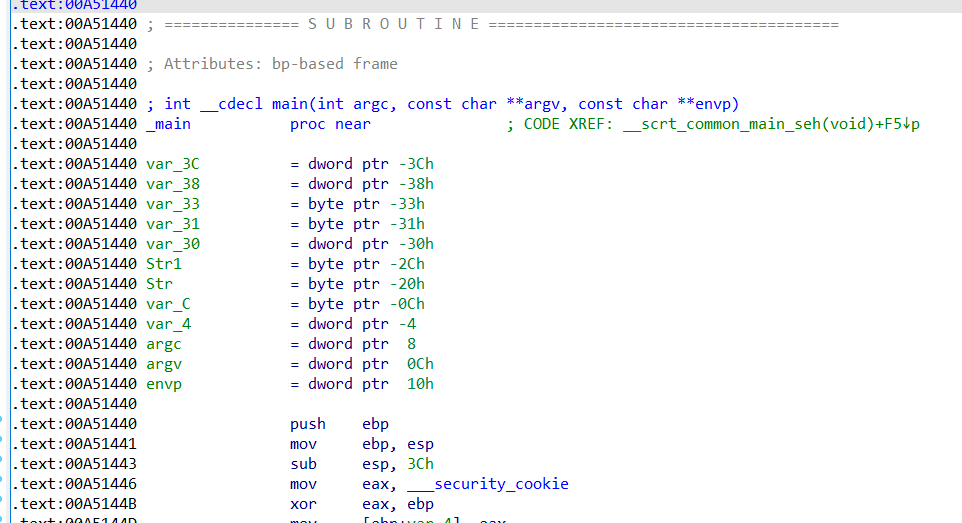 .text:00A51440
.text:00A51440 ; =============== S U B R O U T I N E =======================================
.text:00A51440
.text:00A51440 ; Attributes: bp-based frame
.text:00A51440
.text:00A51440 ; int __cdecl main(int argc, const char **argv, const char **envp)
.text:00A51440 _main           proc near               ; CODE XREF: __scrt_common_main_seh(void)+F5↓p
.text:00A51440
.text:00A51440 var_3C          = dword ptr -3Ch
.text:00A51440 var_38          = dword ptr -38h
.text:00A51440 var_33          = byte ptr -33h
.text:00A51440 var_31          = byte ptr -31h
.text:00A51440 var_30          = dword ptr -30h
.text:00A51440 Str1            = byte ptr -2Ch
.text:00A51440 Str             = byte ptr -20h
.text:00A51440 var_C           = byte ptr -0Ch
.text:00A51440 var_4           = dword ptr -4
.text:00A51440 argc            = dword ptr  8
.text:00A51440 argv            = dword ptr  0Ch
.text:00A51440 envp            = dword ptr  10h
.text:00A51440
.text:00A51440                 push    ebp
.text:00A51441                 mov     ebp, esp
.text:00A51443                 sub     esp, 3Ch
.text:00A51446                 mov     eax, ___security_cookie
.text:00A5144B                 xor     eax, ebp
.text:00A5144D                 mov     [ebp+var_4], eax